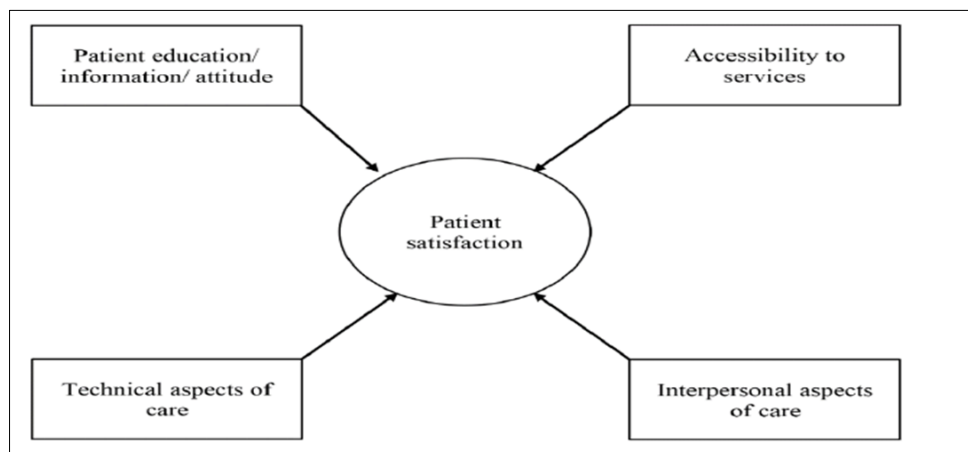 Patient education/
information/ attitude
Accessibility to
services
Patient
satisfaction
Technical aspects of
care
Interpersonal aspects
of care